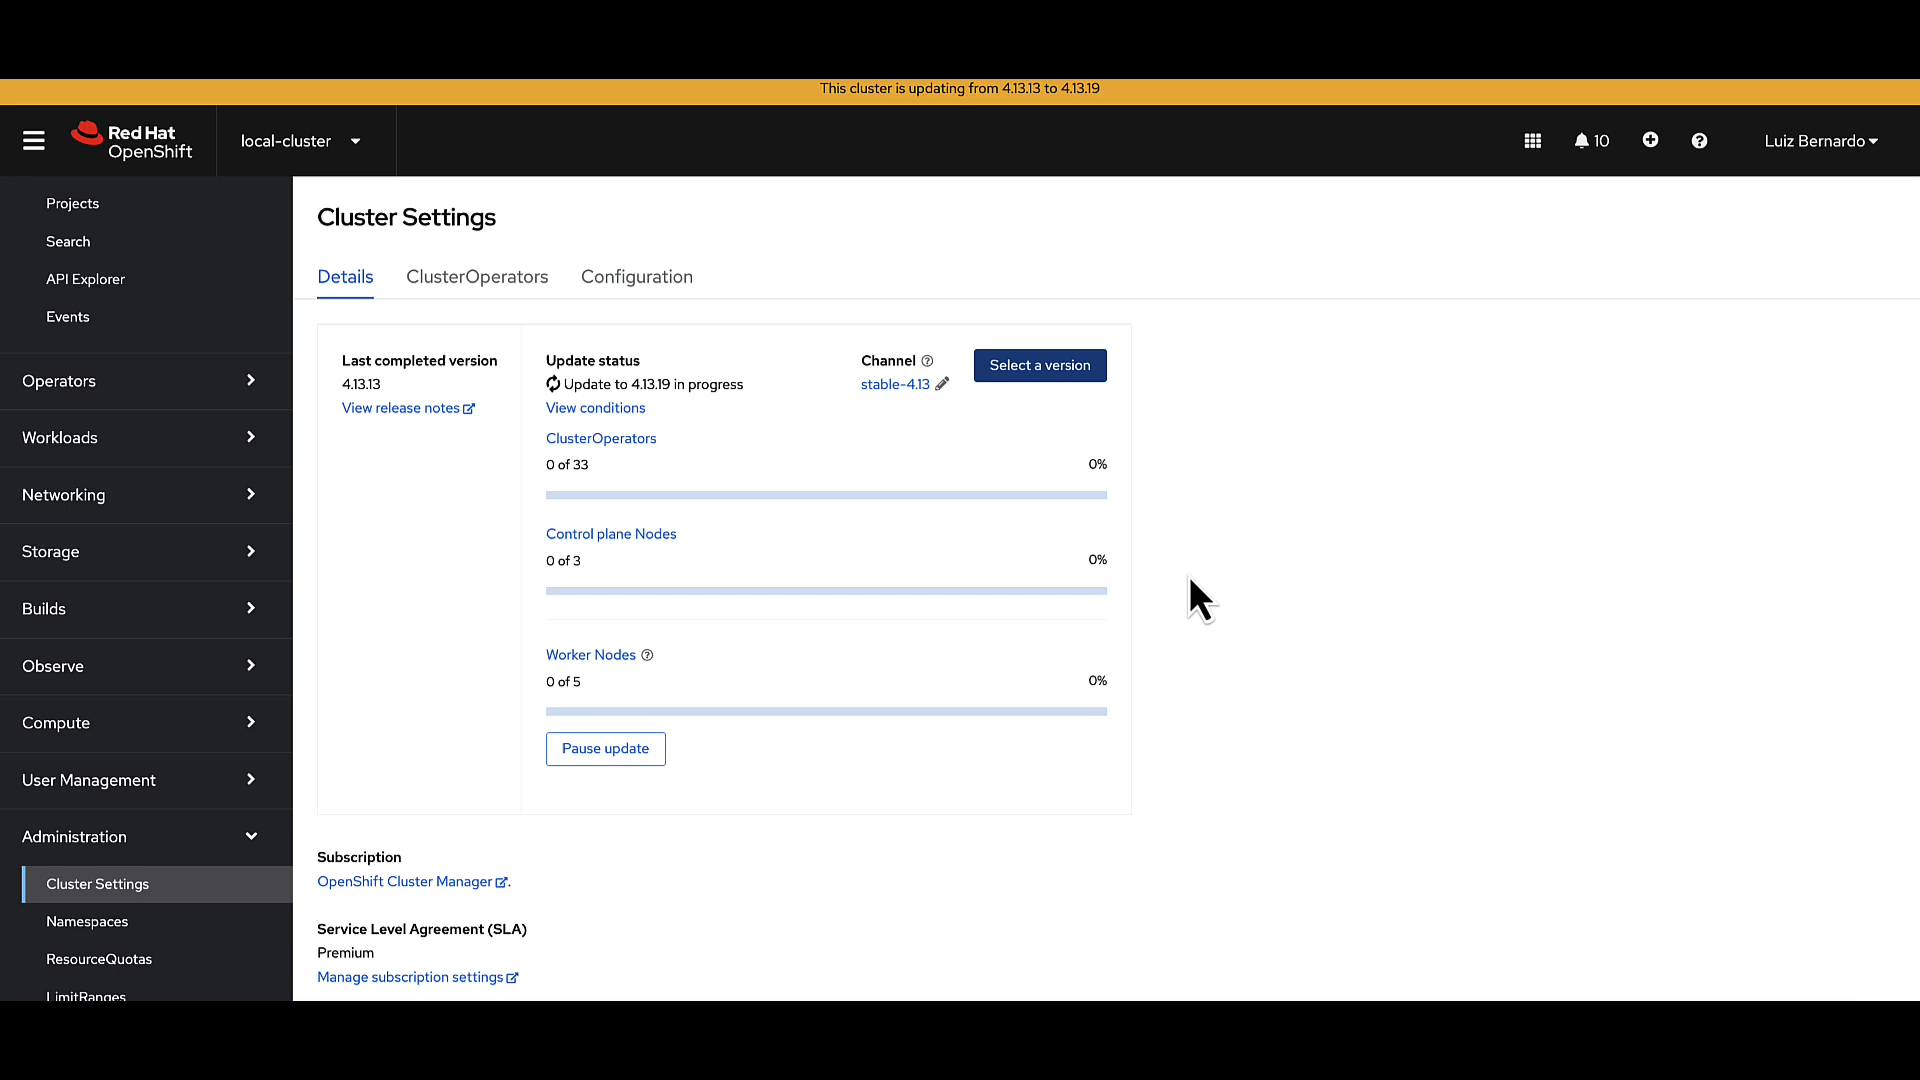 This cluster is updating from 4.13.13 to 4.13.19
Red Hat
OpenShift
local-cluster
10
Luiz Bernardo
Projects
Search
API Explorer
Events
Operators
Workloads
Networking
Storage
Builds
Observe
Compute
User Management
Administration
Cluster Settings
Namespaces
ResourceQuotas
LimitRanges
Cluster Settings
Details ClusterOperators Configuration
Last completed version
4.13.13
View release notes
Update status
Update to 4.13.19 in progress
View conditions
Channel
stable-4.13
Select a version
ClusterOperators
0 of 33 0%
Control plane Nodes
0 of 3 0%
Worker Nodes
0 of 5 0%
Pause update
Subscription
OpenShift Cluster Manager.
Service Level Agreement (SLA)
Premium
Manage subscription settings